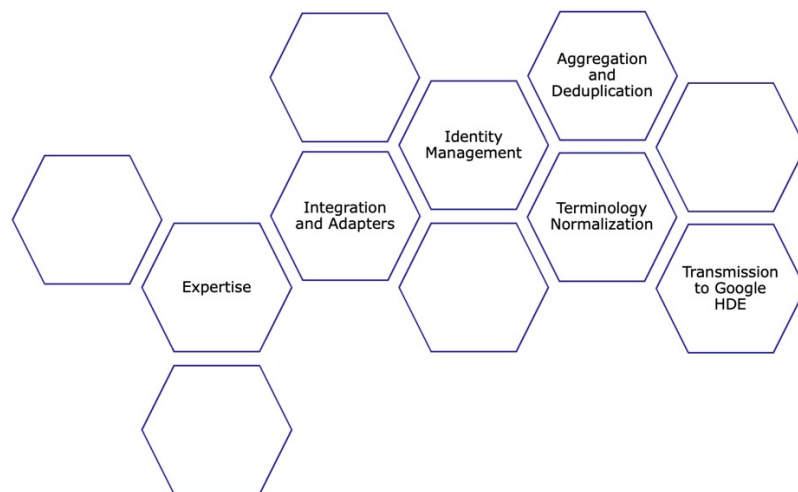 Aggregation
and
Deduplication
Identity
Management
Integration
and Adapters
Terminology
Normalization
Expertise
Transmission
to Google
HDE